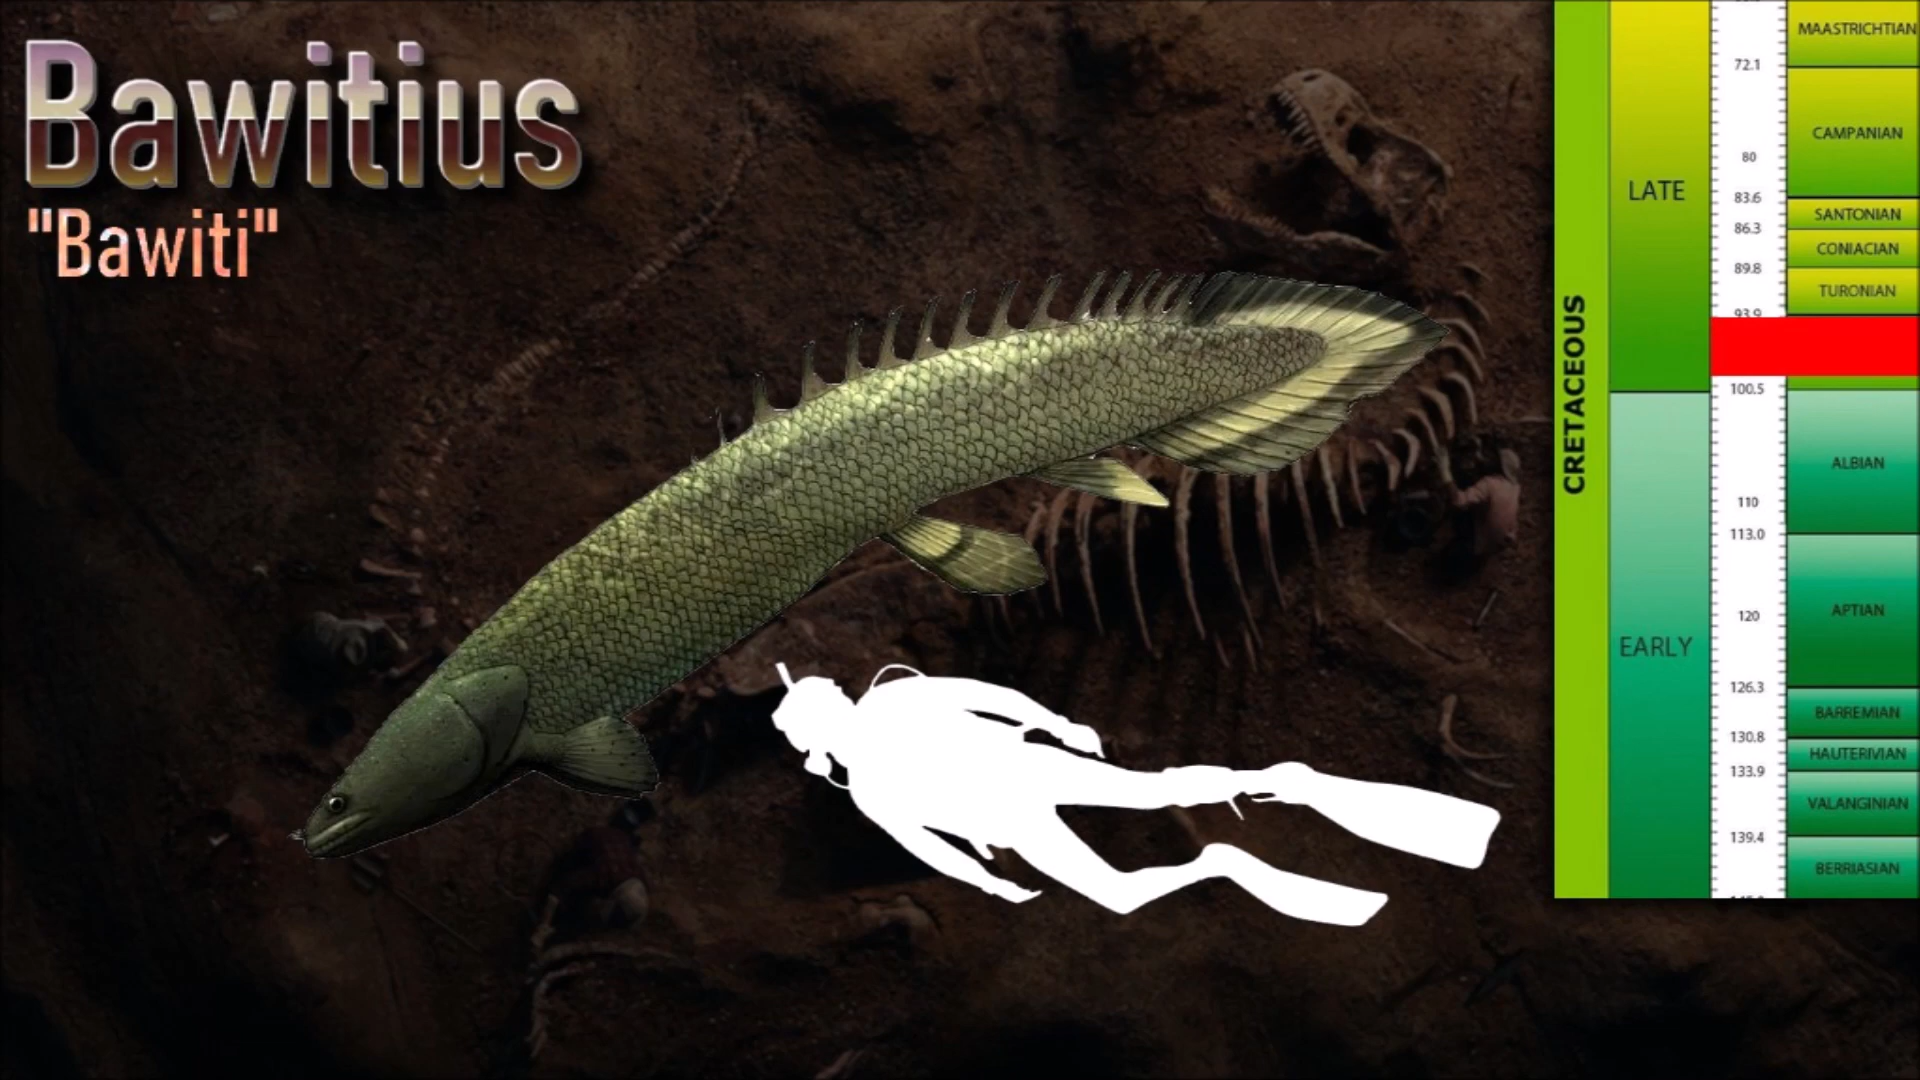 Bawitius
"Bawiti"
CRETACEOUS
LATE
EARLY
72.1
80
83.6
86.3
89.8
93.9
100.5
110
113.0
120
126.3
130.8
133.9
139.4
MAASTRICHTIAN
CAMPANIAN
SANTONIAN
CONIACIAN
TURONIAN
ALBIAN
APTIAN
BARREMIAN
HAUTERIVIAN
VALANGINIAN
BERRIASIAN